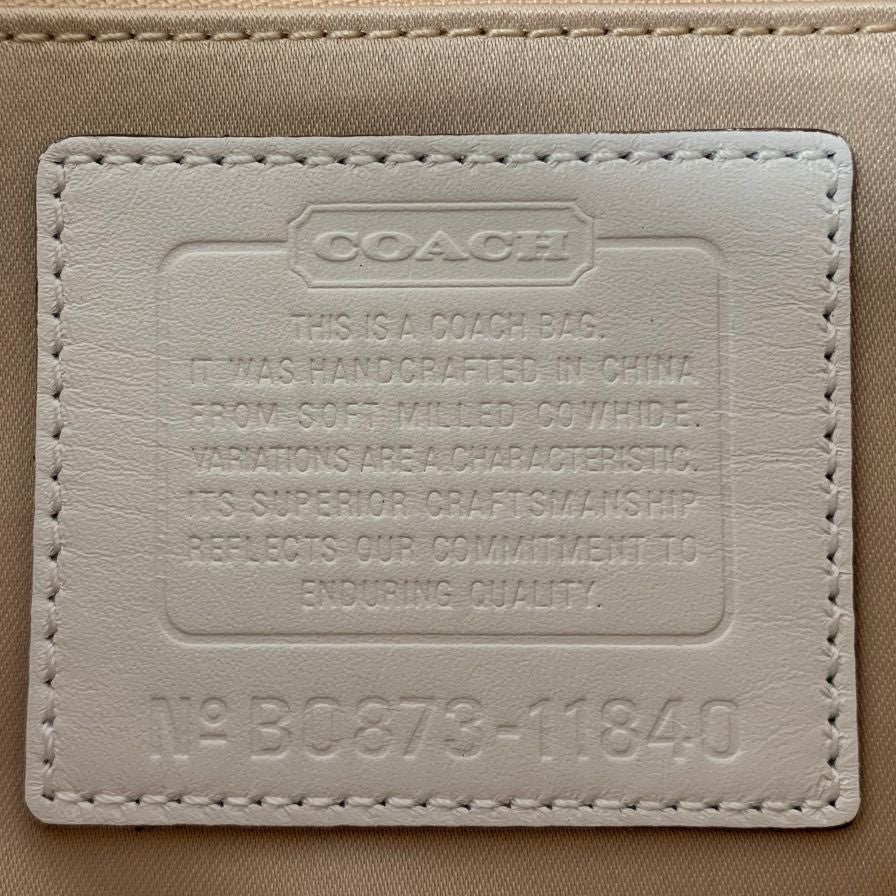 COACH
THIS IS A COACH BAG.
IT WAS HANDCRAFTED IN CHINA
FROM SOFT MILLED COWHIDE.
VARIATIONS ARE A CHARACTERISTIC.
ITS SUPERIOR CRAFTSMANSHIP
REFLECTS OUR COMMITMENT TO
ENDURING QUALITY.
Nº B0873-11840